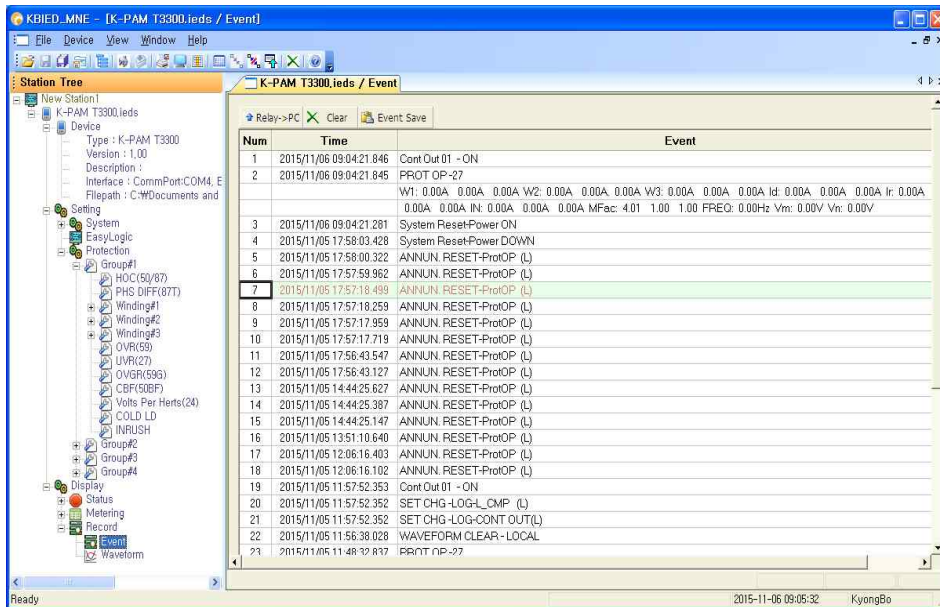 KBIED_MNE - [K-PAM T3300.ieds / Event]
File Device View Window Help
Station Tree
New Station1
K-PAM T3300.ieds
Device
Type : K-PAM T3300
Version : 1,00
Description :
Interface : CommPort:COM4, E
Filepath : C:₩Documents and
Setting
System
EasyLogic
Protection
Group#1
HOC(50/87)
PHS DIFF(87T)
Winding#1
Winding#2
Winding#3
OVR(59)
UVR(27)
OVGR(59G)
CBF(50BF)
Volts Per Herts(24)
COLD LD
INRUSH
Group#2
Group#3
Group#4
Display
Status
Metering
Record
Event
Waveform
K-PAM T3300,ieds / Event
Relay->PC Clear Event Save
Num Time Event
1 2015/11/06 09:04:21.846 Cont Out 01 - ON
2 2015/11/06 09:04:21.845 PROT OP-27
W1: 0.00A 0.00A 0.00A W2: 0.00A 0.00A 0.00A W3: 0.00A 0.00A 0.00A Id: 0.00A 0.00A 0.00A Ir: 0.00A
0.00A 0.00A IN: 0.00A 0.00A 0.00A MFac: 4.01 1.00 1.00 FREQ: 0.00Hz Vm: 0.00V Vn: 0.00V
3 2015/11/06 09:04:21.281 System Reset-Power ON
4 2015/11/05 17:58:03.428 System Reset-Power DOWN
5 2015/11/05 17:58:00.322 ANNUN. RESET-ProtOP (L)
6 2015/11/05 17:57:59.962 ANNUN. RESET-ProtOP (L)
7 2015/11/05 17:57:18.499 ANNUN. RESET-ProtOP (L)
8 2015/11/05 17:57:18.259 ANNUN. RESET-ProtOP (L)
9 2015/11/05 17:57:17.959 ANNUN. RESET-ProtOP (L)
10 2015/11/05 17:57:17.719 ANNUN. RESET-ProtOP (L)
11 2015/11/05 17:56:43.547 ANNUN. RESET-ProtOP (L)
12 2015/11/05 17:56:43.127 ANNUN. RESET-ProtOP (L)
13 2015/11/05 14:44:25.627 ANNUN. RESET-ProtOP (L)
14 2015/11/05 14:44:25.387 ANNUN. RESET-ProtOP (L)
15 2015/11/05 14:44:25.147 ANNUN. RESET-ProtOP (L)
16 2015/11/05 13:51:10.640 ANNUN. RESET-ProtOP (L)
17 2015/11/05 12:06:16.403 ANNUN. RESET-ProtOP (L)
18 2015/11/05 12:06:16.102 ANNUN. RESET-ProtOP (L)
19 2015/11/05 11:57:52.353 Cont Out 01 - ON
20 2015/11/05 11:57:52.352 SET CHG -LOG-L_CMP (L)
21 2015/11/05 11:57:52.352 SET CHG -LOG-CONT OUT(L)
22 2015/11/05 11:56:38.028 WAVEFORM CLEAR - LOCAL
23 2015/11/05 11:48:32.837 PROT OP-27
Ready 2015-11-06 09:05:32 KyongBo